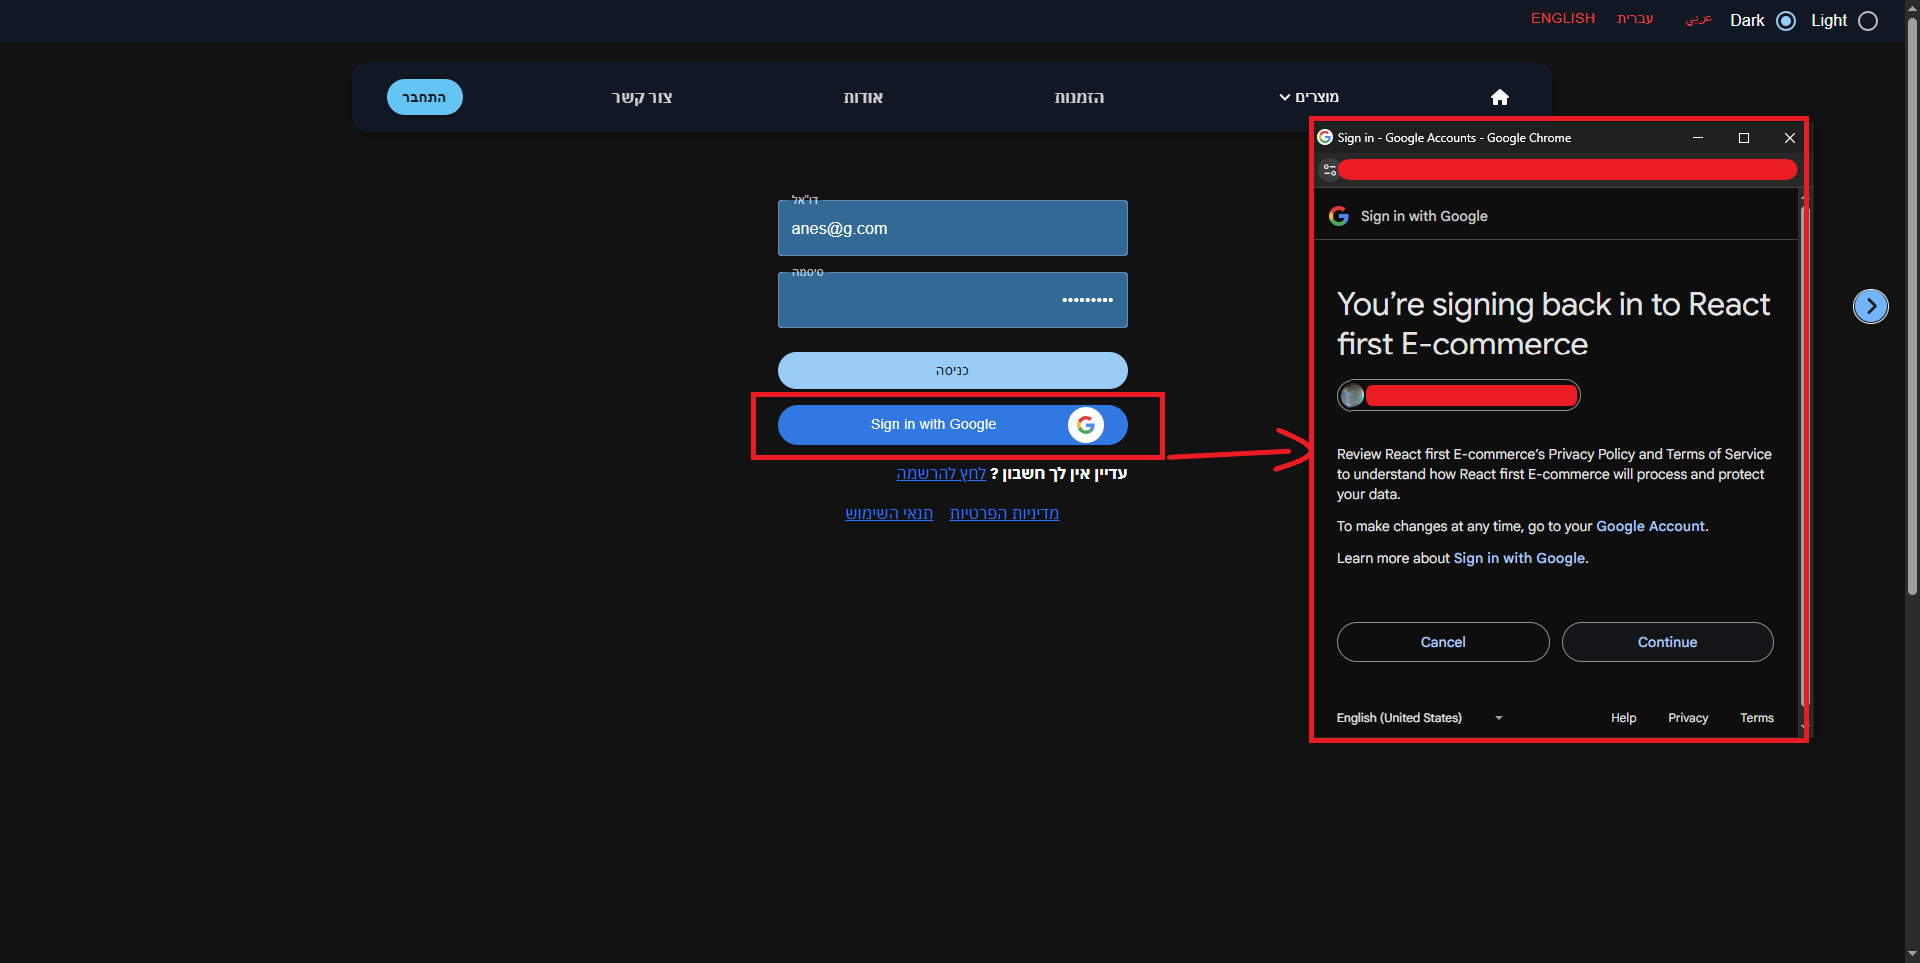 ENGLISH עברית عربي Dark Light
מוצרים הזמנות אודות צור קשר התחבר
דו"אל
anes@g.com
סיסמה
•••••••••
כניסה
Sign in with Google
עדיין אין לך חשבון ? לחץ להרשמה
מדיניות הפרטיות תנאי השימוש
Sign in - Google Accounts - Google Chrome
Sign in with Google
You’re signing back in to React
first E-commerce
Review React first E-commerce’s Privacy Policy and Terms of Service
to understand how React first E-commerce will process and protect
your data.
To make changes at any time, go to your Google Account.
Learn more about Sign in with Google.
Cancel Continue
English (United States) Help Privacy Terms